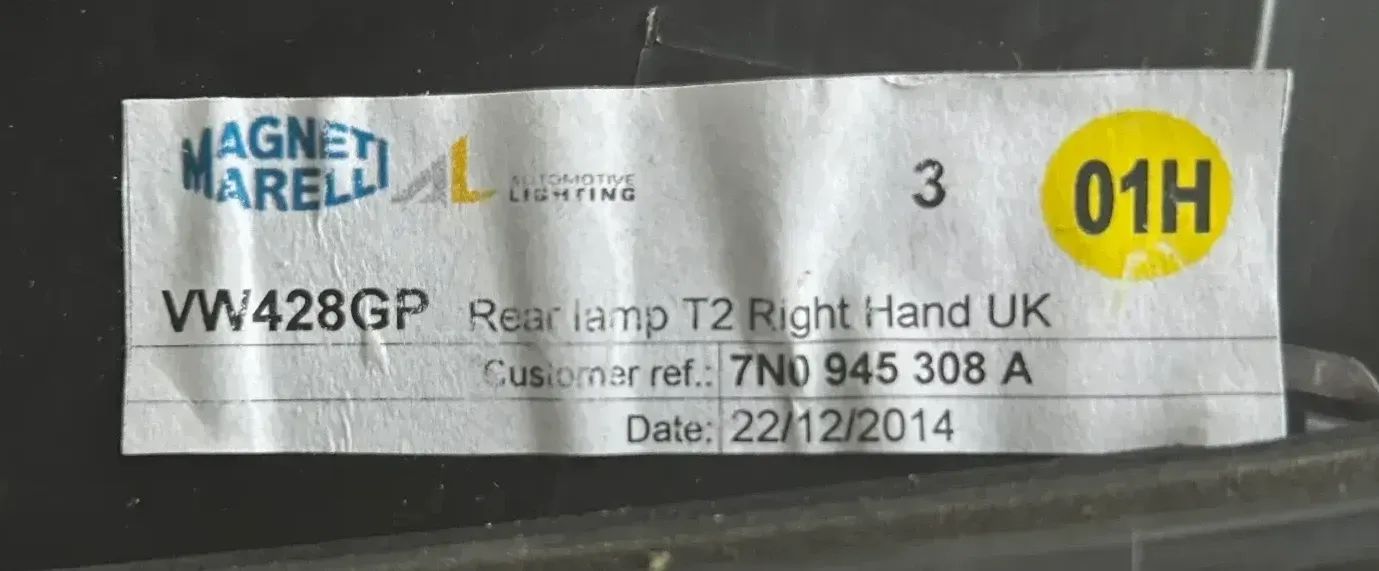 MAGNETI MARELLI AL AUTOMOTIVE LIGHTING 3 01H
VW428GP Rear lamp T2 Right Hand UK
Customer ref.: 7N0 945 308 A
Date: 22/12/2014